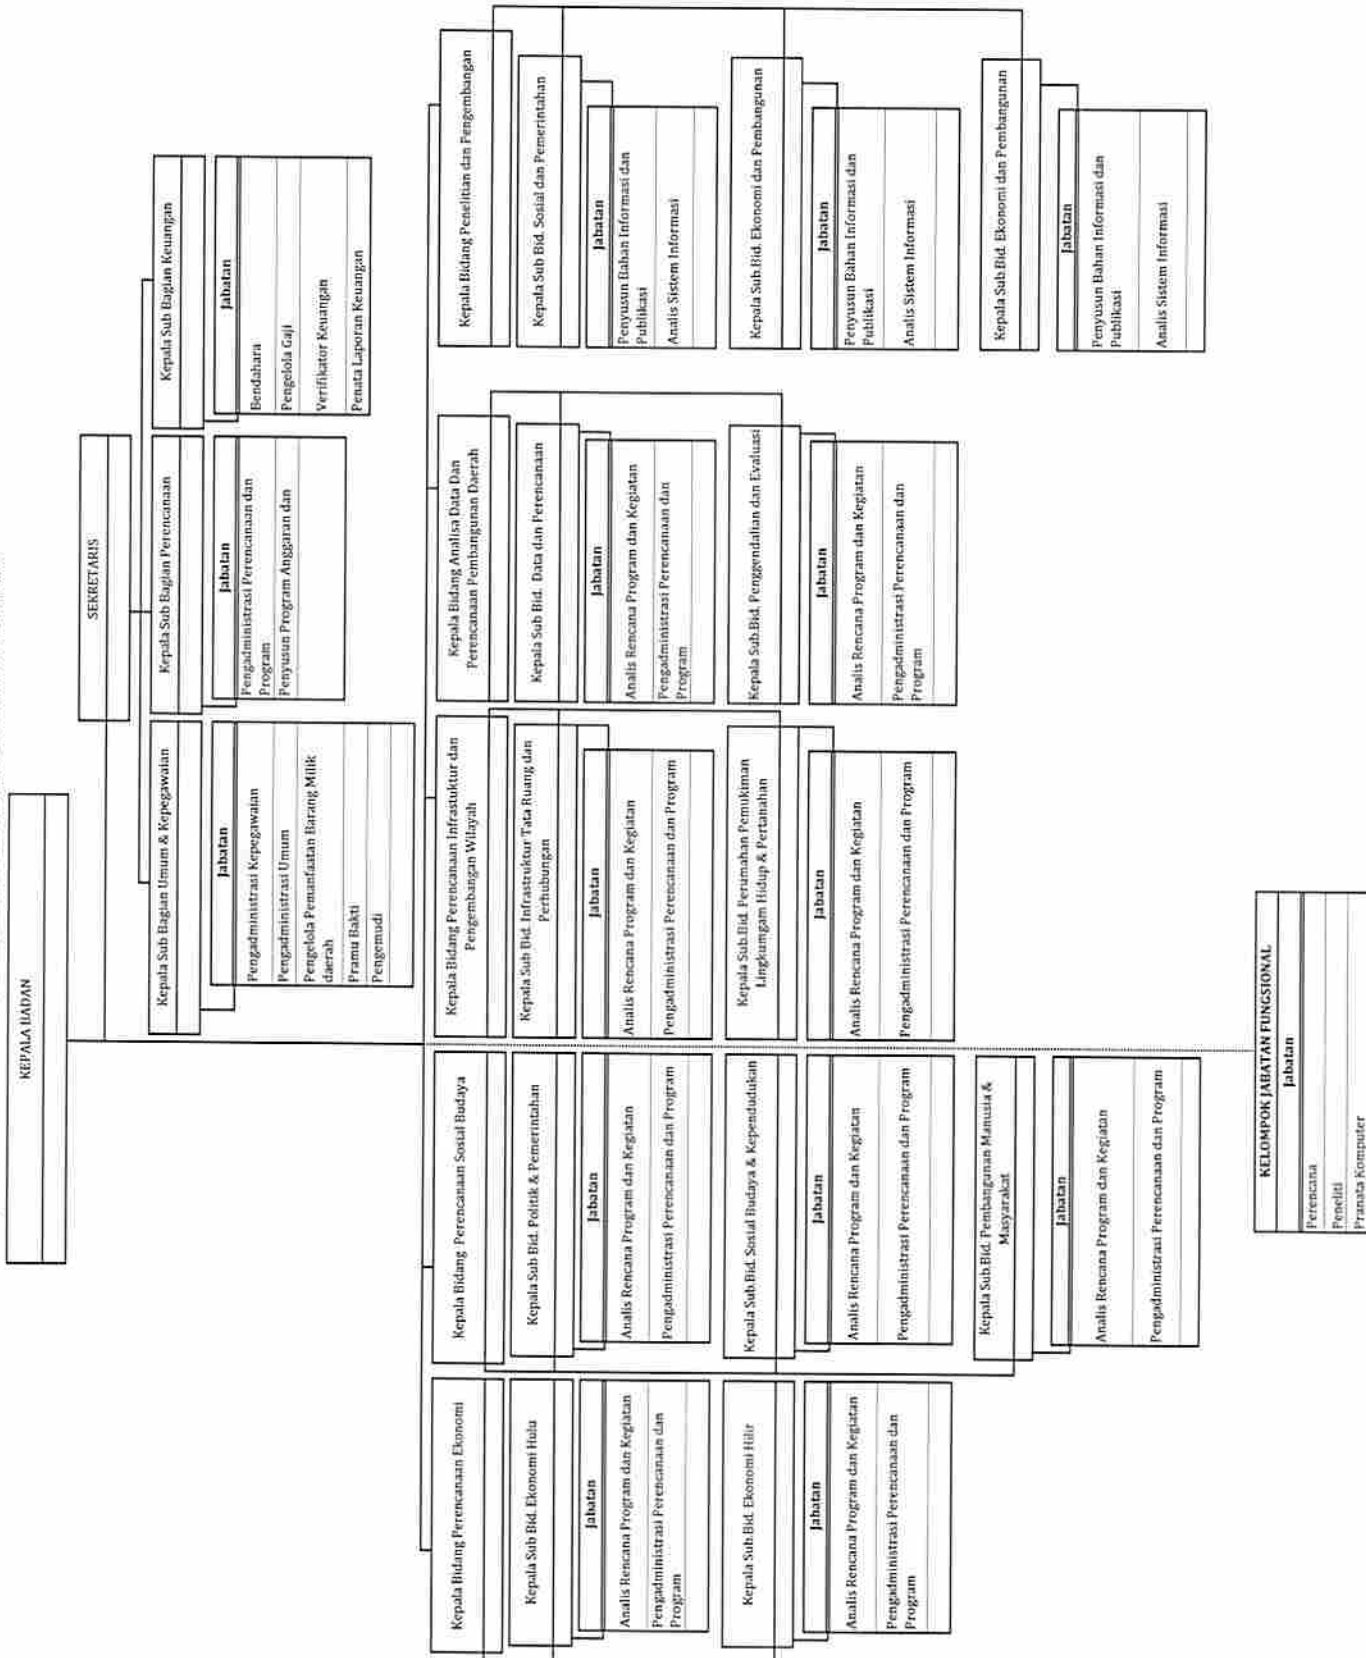 KEPALA BADAN
SEKRETARIS
Kepala Sub Bagian Umum & Kepegawaian
Jabatan
Pengadministrasi Kepegawaian
Pengadministrasi Umum
Pengelola Pemanfaatan Barang Milik
daerah
Pramu Bakti
Pengemudi
Kepala Sub Bagian Perencanaan
Jabatan
Pengadministrasi Perencanaan dan
Program
Penyusun Program Anggaran dan
Kepala Sub Bagian Keuangan
Jabatan
Bendahara
Pengelola Gaji
Verifikator Keuangan
Penata Laporan Keuangan
Kepala Bidang Perencanaan Ekonomi
Kepala Sub Bid. Ekonomi Hulu
Jabatan
Analis Rencana Program dan Kegiatan
Pengadministrasi Perencanaan dan
Program
Kepala Sub.Bid. Ekonomi Hilir
Jabatan
Analis Rencana Program dan Kegiatan
Pengadministrasi Perencanaan dan
Program
Kepala Bidang Perencanaan Sosial Budaya
Kepala Sub Bid. Politik & Pemerintahan
Jabatan
Analis Rencana Program dan Kegiatan
Pengadministrasi Perencanaan dan Program
Kepala Sub.Bid. Sosial Budaya & Kependudukan
Jabatan
Analis Rencana Program dan Kegiatan
Pengadministrasi Perencanaan dan Program
Kepala Sub.Bid. Pembangunan Manusia &
Masyarakat
Jabatan
Analis Rencana Program dan Kegiatan
Pengadministrasi Perencanaan dan Program
Kepala Bidang Perencanaan Infrastuktur dan
Pengembangan Wilayah
Kepala Sub Bid. Infrastruktur Tata Ruang dan
Perhubungan
Jabatan
Analis Rencana Program dan Kegiatan
Pengadministrasi Perencanaan dan Program
Kepala Sub.Bid. Perumahan Pemukiman
Lingkumgam Hidup & Pertanahan
Jabatan
Analis Rencana Program dan Kegiatan
Pengadministrasi Perencanaan dan Program
Kepala Bidang Analisa Data Dan
Perencanaan Pembangunan Daerah
Kepala Sub Bid. Data dan Perencanaan
Jabatan
Analis Rencana Program dan Kegiatan
Pengadministrasi Perencanaan dan
Program
Kepala Sub.Bid. Penggendalian dan Evaluasi
Jabatan
Analis Rencana Program dan Kegiatan
Pengadministrasi Perencanaan dan
Program
Kepala Bidang Penelitian dan Pengembangan
Kepala Sub Bid. Sosial dan Pemerintahan
Jabatan
Penyusun Bahan Informasi dan
Publikasi
Analis Sistem Informasi
Kepala Sub.Bid. Ekonomi dan Pembangunan
Jabatan
Penyusun Bahan Informasi dan
Publikasi
Analis Sistem Informasi
Kepala Sub.Bid. Ekonomi dan Pembangunan
Jabatan
Penyusun Bahan Informasi dan
Publikasi
Analis Sistem Informasi
KELOMPOK JABATAN FUNGSIONAL
Jabatan
Perencana
Peneliti
Pranata Komputer